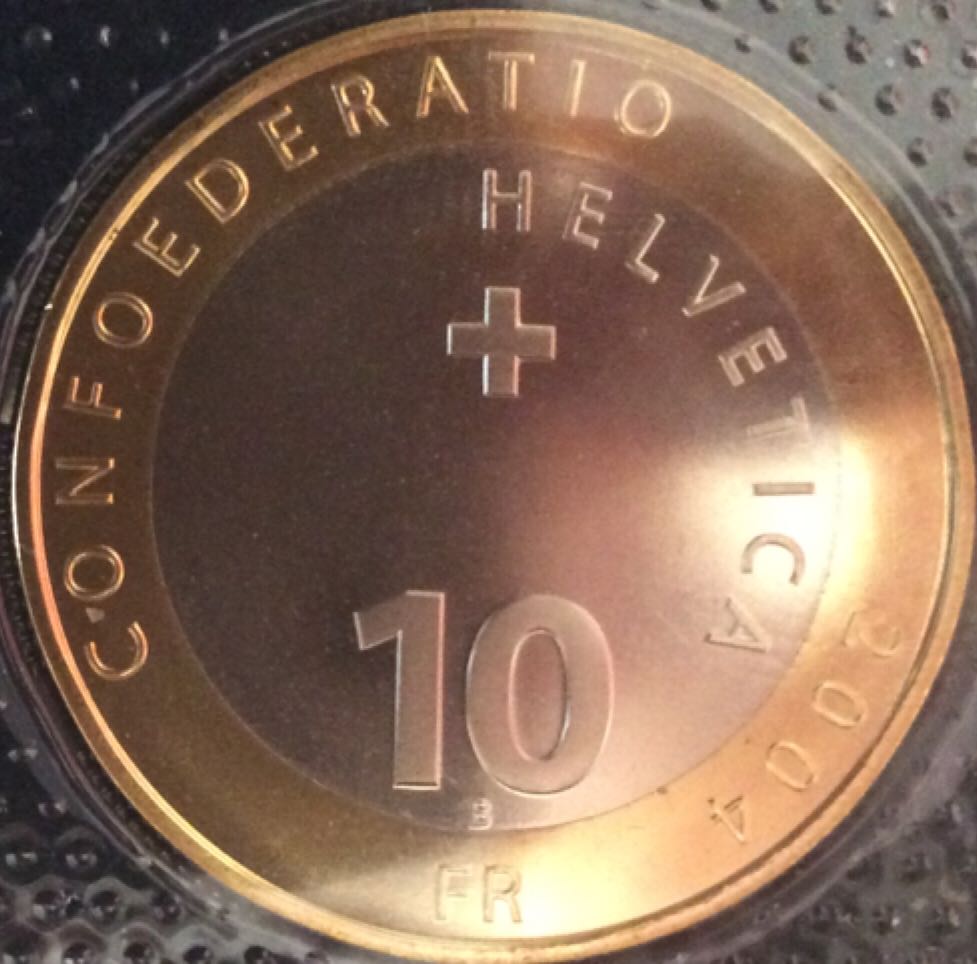 CONFOEDERATIO
HELVETICA
2004
10
B
FR